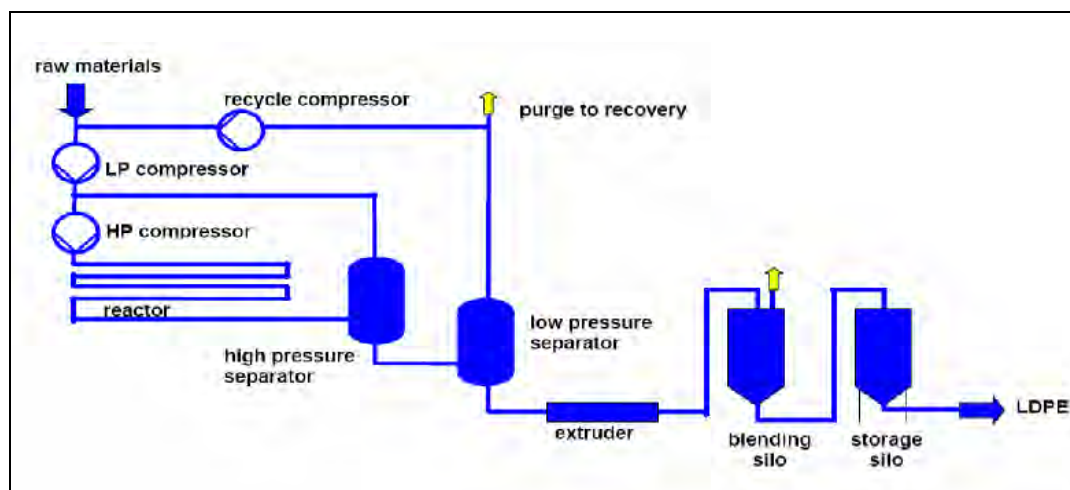 raw materials
recycle compressor
purge to recovery
LP compressor
HP compressor
reactor
high pressure
separator
low pressure
separator
extruder
blending
silo
storage
silo
LDPE